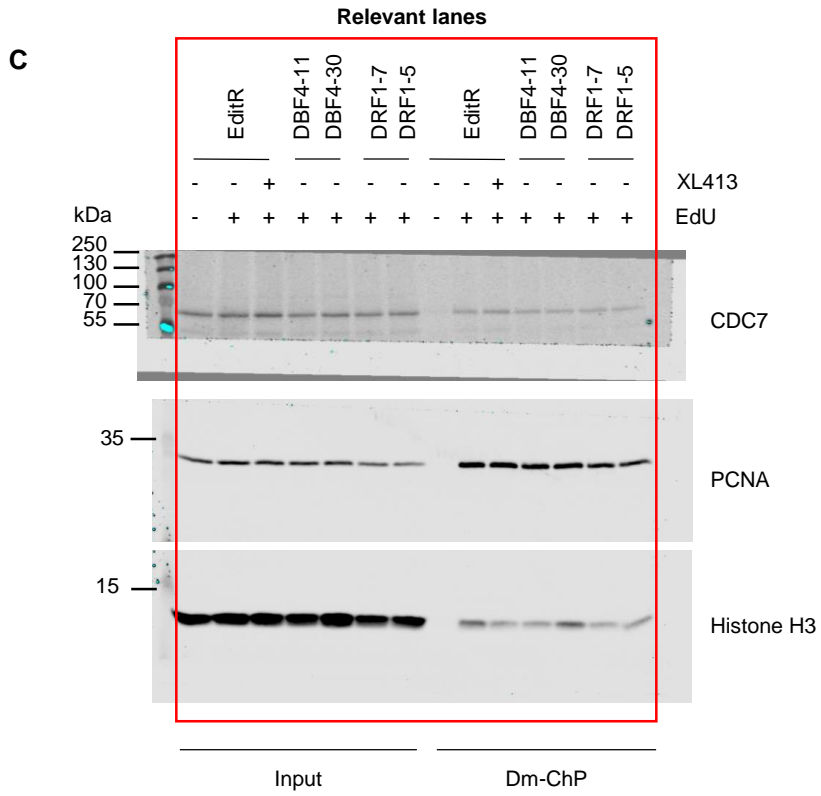 Relevant lanes
C
EditR DBF4-11 DBF4-30 DRF1-7 DRF1-5 EditR DBF4-11 DBF4-30 DRF1-7 DRF1-5
- - + - - - - - - + - - - - XL413
- + + + + + + - + + + + + + EdU
kDa
250
130
100
70
55
CDC7
35
PCNA
15
Histone H3
Input Dm-ChP